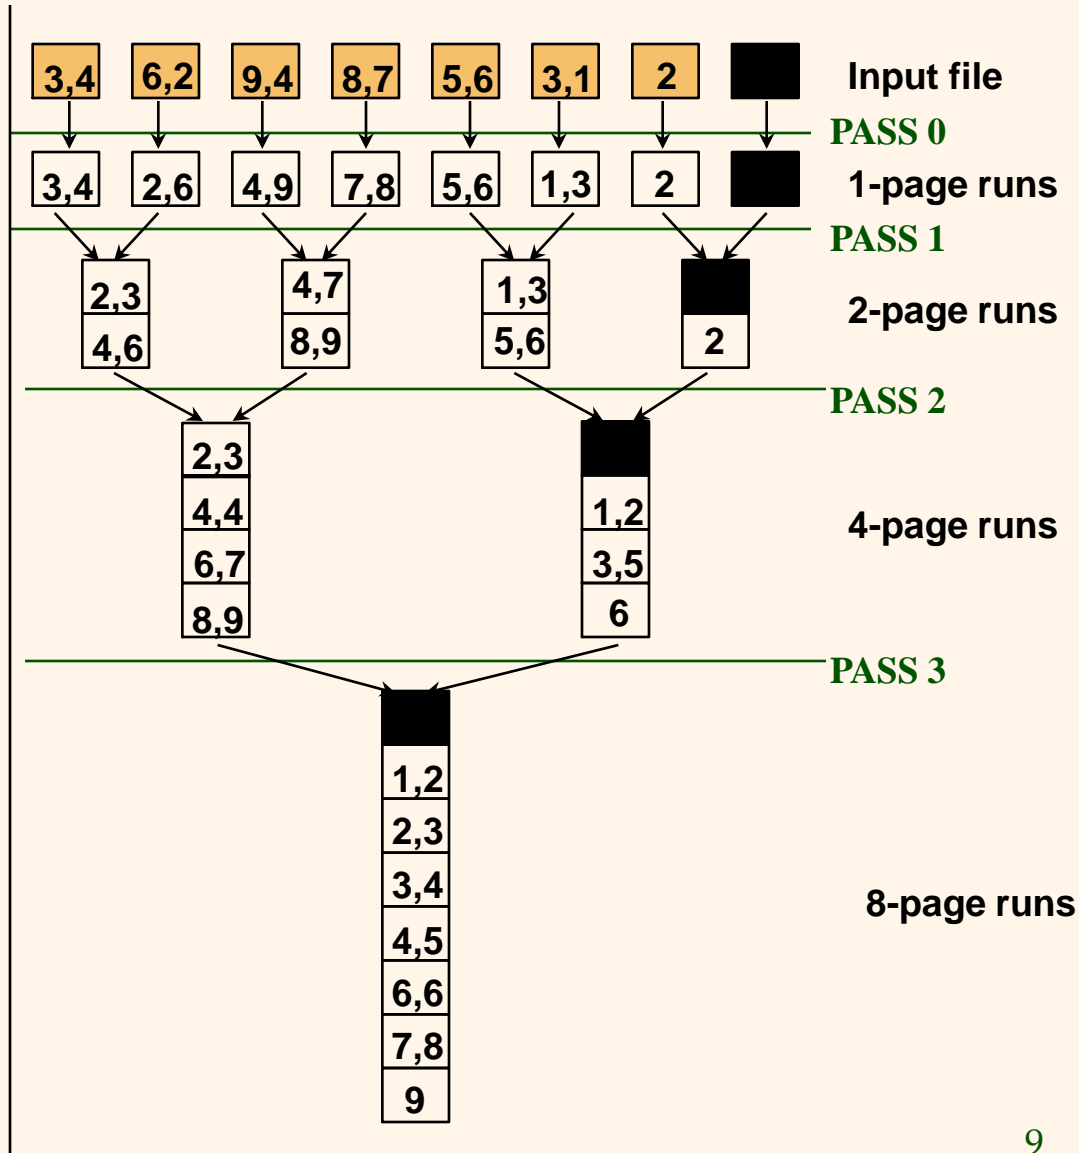 3,4 6,2 9,4 8,7 5,6 3,1 2 Input file
PASS 0
3,4 2,6 4,9 7,8 5,6 1,3 2 1-page runs
PASS 1
2,3 4,7 1,3
2-page runs
4,6 8,9 5,6 2
PASS 2
2,3
4,4 1,2
4-page runs
6,7 3,5
8,9 6
PASS 3
1,2
2,3
3,4
8-page runs
4,5
6,6
7,8
9
9